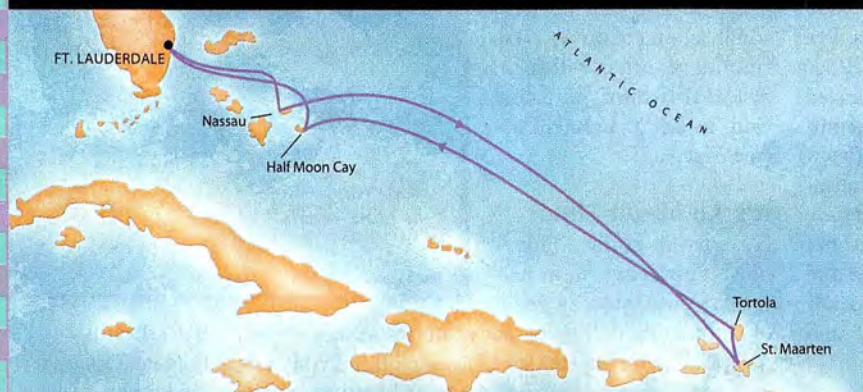 FT. LAUDERDALE
ATLANTIC OCEAN
Nassau
Half Moon Cay
Tortola
St. Maarten